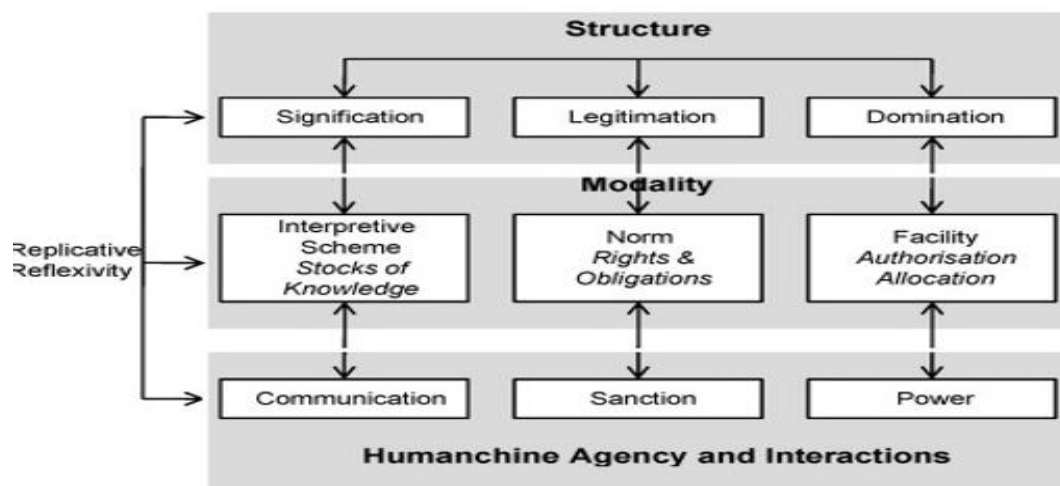 Structure
Signification
Legitimation
Domination
Modality
Replicative
Reflexivity
Interpretive
Scheme
Stocks of
Knowledge
Norm
Rights &
Obligations
Facility
Authorisation
Allocation
Communication
Sanction
Power
Humanchine Agency and Interactions